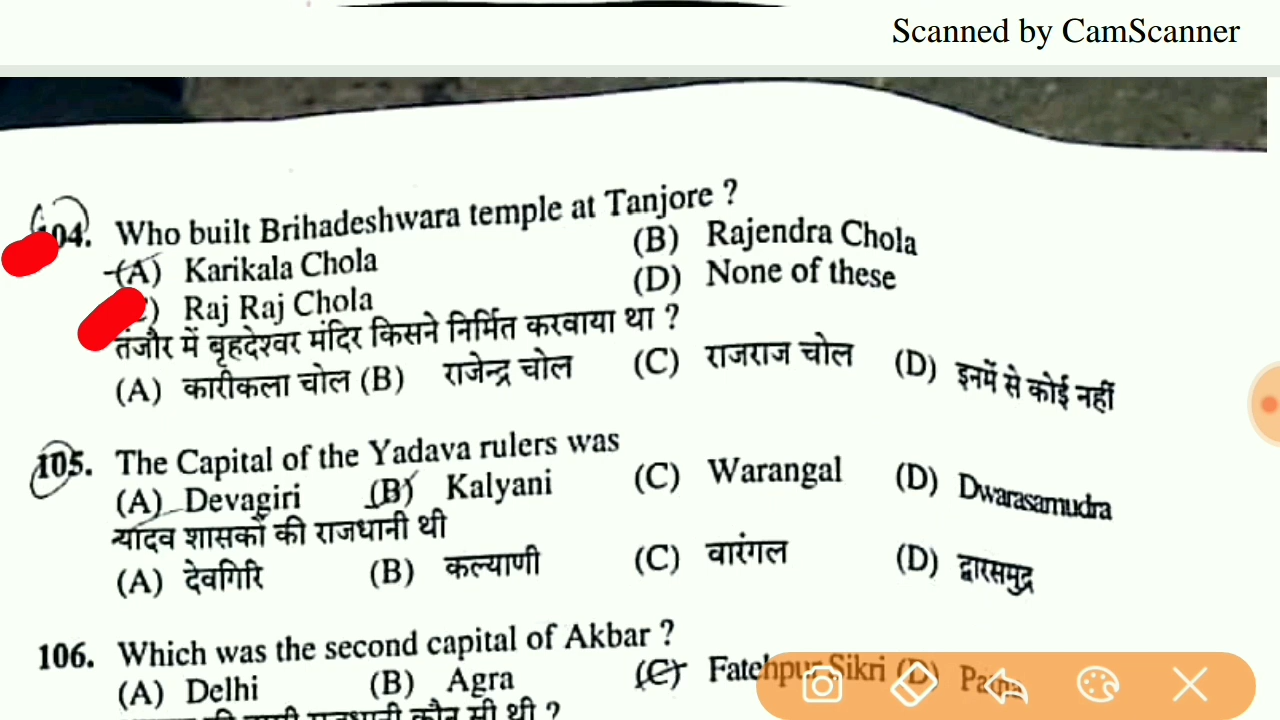 Scanned by CamScanner
104. Who built Brihadeshwara temple at Tanjore ?
(A) Karikala Chola (B) Rajendra Chola
(C) Raj Raj Chola (D) None of these
तंजौर में बृहदेश्वर मंदिर किसने निर्मित करवाया था ?
(A) कारीकला चोल (B) राजेन्द्र चोल (C) राजराज चोल (D) इनमें से कोई नहीं
105. The Capital of the Yadava rulers was
(A) Devagiri (B) Kalyani (C) Warangal (D) Dwarasamudra
यादव शासकों की राजधानी थी
(A) देवगिरि (B) कल्याणी (C) वारंगल (D) द्वारसमुद्र
106. Which was the second capital of Akbar ?
(A) Delhi (B) Agra (C) Fatehpur Sikri (D)
राजधानी कौन सी थी ?